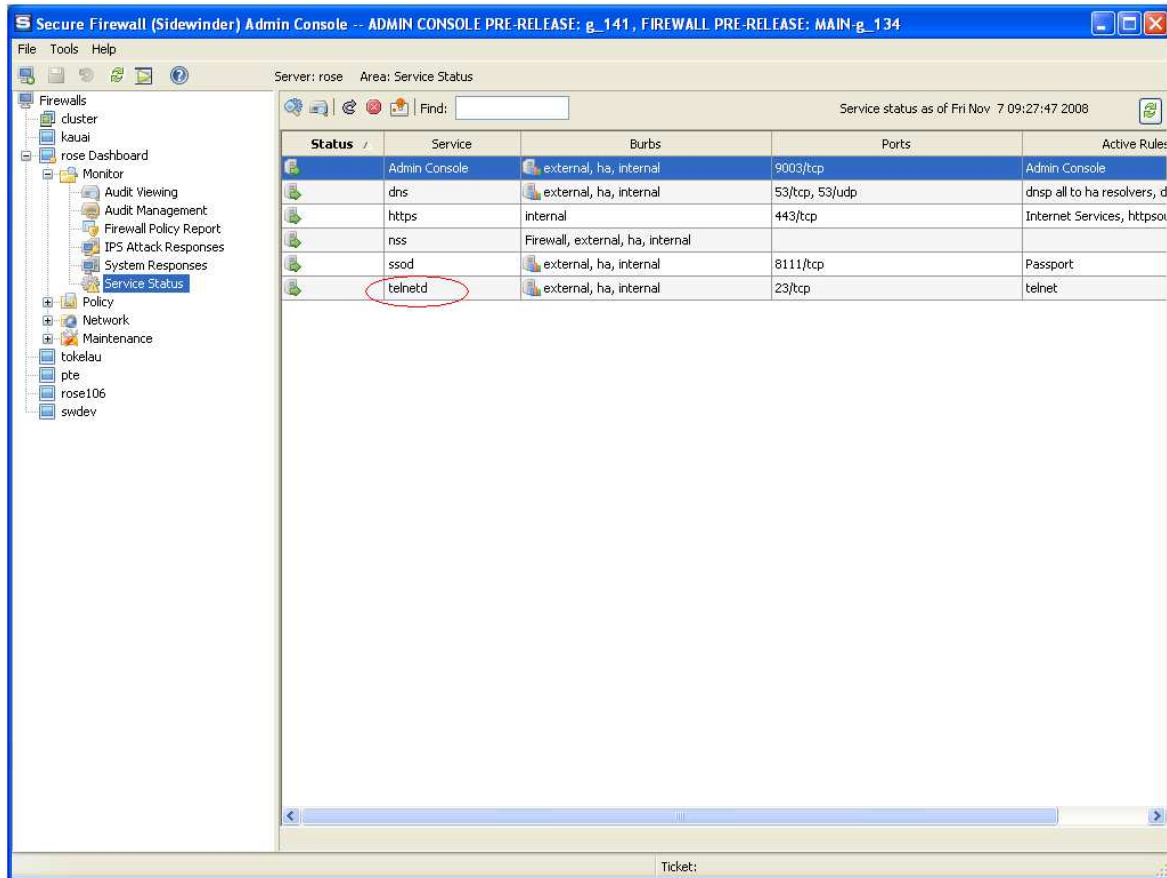 Secure Firewall (Sidewinder) Admin Console -- ADMIN CONSOLE PRE-RELEASE: g_141, FIREWALL PRE-RELEASE: MAIN-g_134
File Tools Help
Server: rose Area: Service Status
Firewalls
cluster
kauai
rose Dashboard
Monitor
Audit Viewing
Audit Management
Firewall Policy Report
IPS Attack Responses
System Responses
Service Status
Policy
Network
Maintenance
tokelau
pte
rose106
swdev
Find: Service status as of Fri Nov 7 09:27:47 2008
Status Service Burbs Ports Active Rules
Admin Console external, ha, internal 9003/tcp Admin Console
dns external, ha, internal 53/tcp, 53/udp dnsp all to ha resolvers, d
https internal 443/tcp Internet Services, httpsou
nss Firewall, external, ha, internal
ssod external, ha, internal 8111/tcp Passport
telnetd external, ha, internal 23/tcp telnet
Ticket: